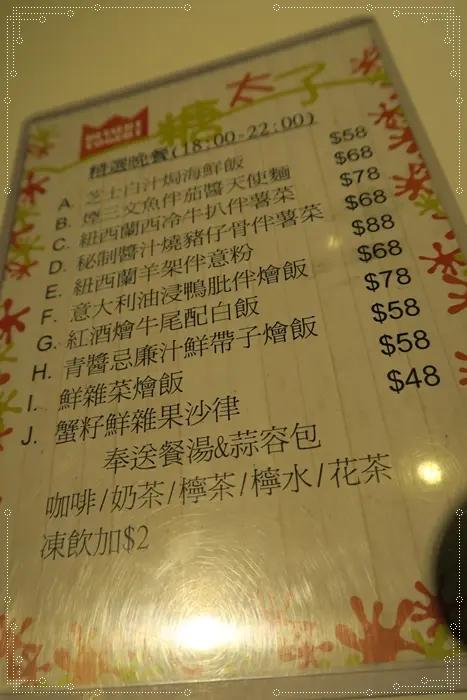 糖太子
精選晚餐(18:00-22:00)
A. 芝士白汁焗海鮮飯 $58
B. 煙三文魚伴茄醬天使麵 $68
C. 紐西蘭西冷牛扒伴薯菜 $78
D. 秘制醬汁燒豬仔骨伴薯菜 $68
E. 紐西蘭羊架伴意粉 $88
F. 意大利油浸鴨肶伴燴飯 $68
G. 紅酒燴牛尾配白飯 $78
H. 青醬忌廉汁鮮帶子燴飯 $58
I. 鮮雜菜燴飯 $58
J. 蟹籽鮮雜果沙律 $48
奉送餐湯&蒜容包
咖啡/奶茶/檸茶/檸水/花茶
凍飲加$2